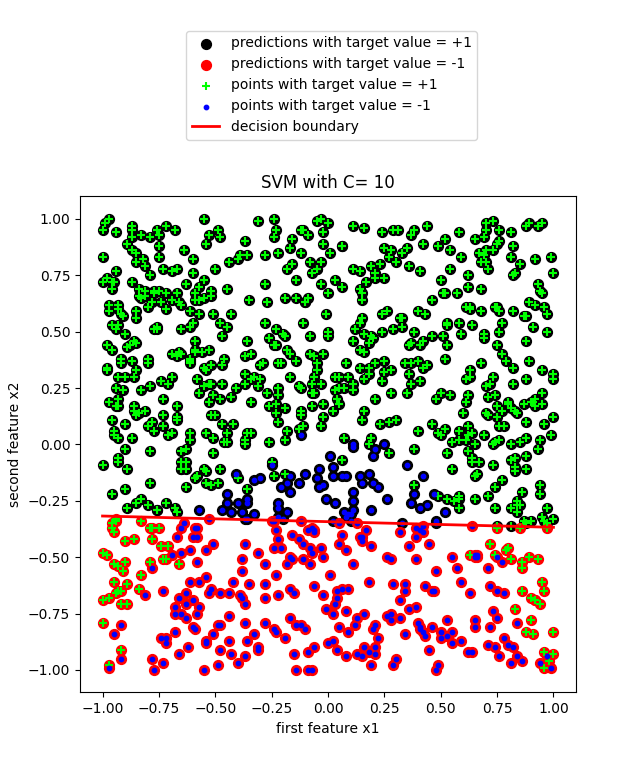 predictions with target value = +1
predictions with target value = -1
points with target value = +1
points with target value = -1
decision boundary
SVM with C= 10
1.00
0.75
0.50
0.25
0.00
−0.25
−0.50
−0.75
−1.00
second feature x2
−1.00 −0.75 −0.50 −0.25 0.00 0.25 0.50 0.75 1.00
first feature x1